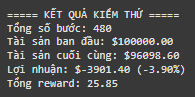 ===== KẾT QUẢ KIỂM THỬ =====
Tổng số bước: 480
Tài sản ban đầu: $100000.00
Tài sản cuối cùng: $96098.60
Lợi nhuận: $-3901.40 (-3.90%)
Tổng reward: 25.85